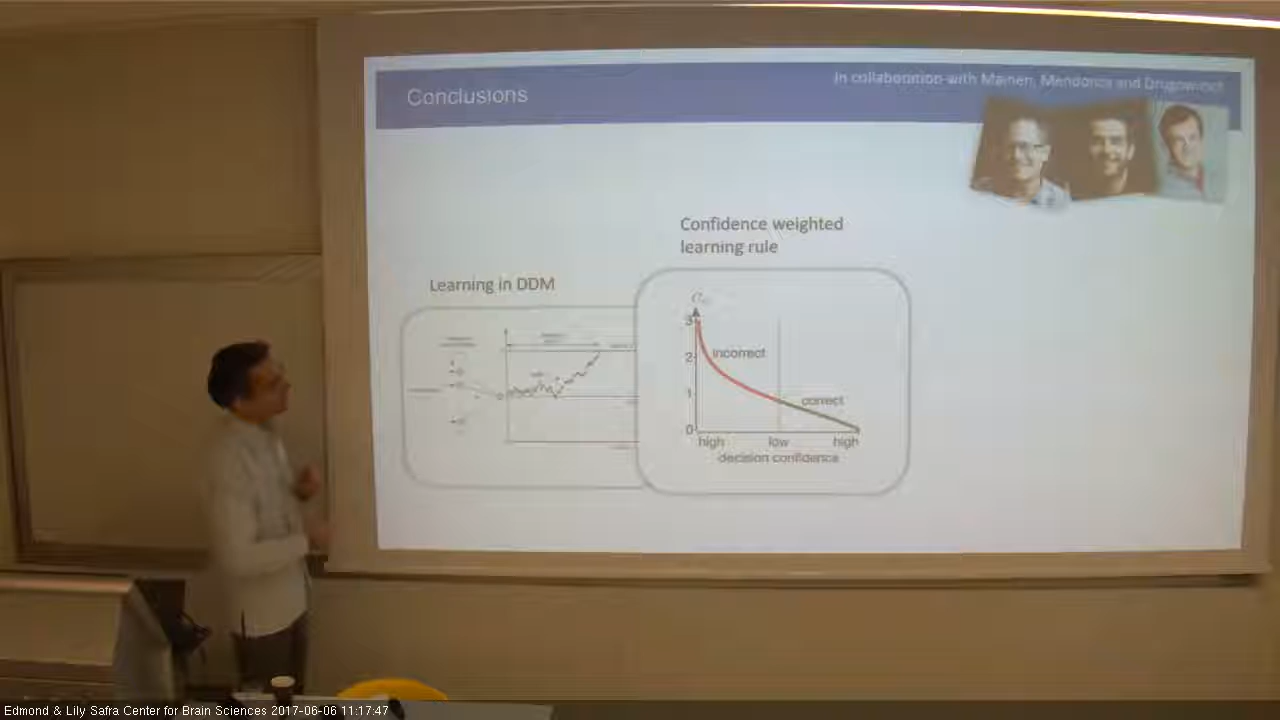 Conclusions
In collaboration with Mainen, Mendonca and Drugowitsch
Confidence weighted
learning rule
Learning in DDM
3
2
1
0
incorrect
correct
high low high
decision confidence
Edmond & Lily Safra Center for Brain Sciences 2017-06-06 11:17:47